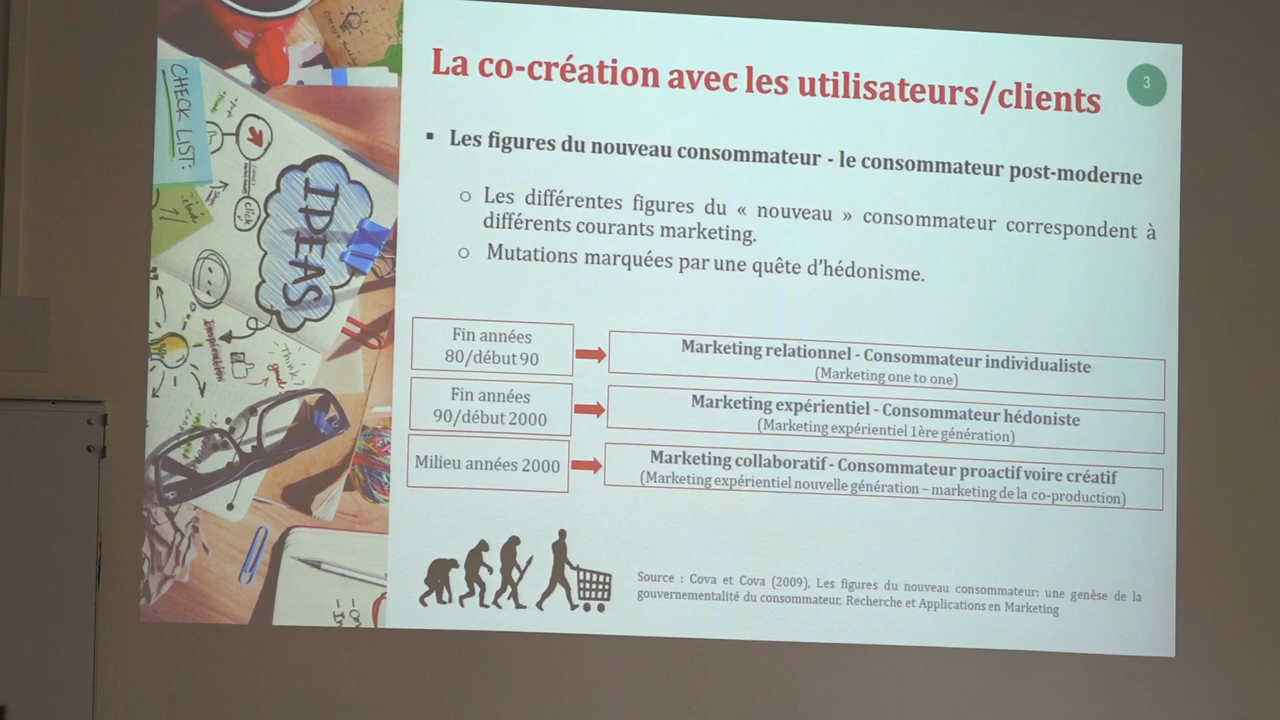 La co-création avec les utilisateurs/clients
3
▪ Les figures du nouveau consommateur - le consommateur post-moderne
o Les différentes figures du « nouveau » consommateur correspondent à
différents courants marketing.
o Mutations marquées par une quête d'hédonisme.
Fin années
80/début 90
Marketing relationnel - Consommateur individualiste
(Marketing one to one)
Fin années
90/début 2000
Marketing expérientiel - Consommateur hédoniste
(Marketing expérientiel 1ère génération)
Milieu années 2000
Marketing collaboratif - Consommateur proactif voire créatif
(Marketing expérientiel nouvelle génération – marketing de la co-production)
Source : Cova et Cova (2009), Les figures du nouveau consommateur: une genèse de la
gouvernementalité du consommateur, Recherche et Applications en Marketing
CHECK LIST:
IDEAS
click
Inspiration
Think?
good